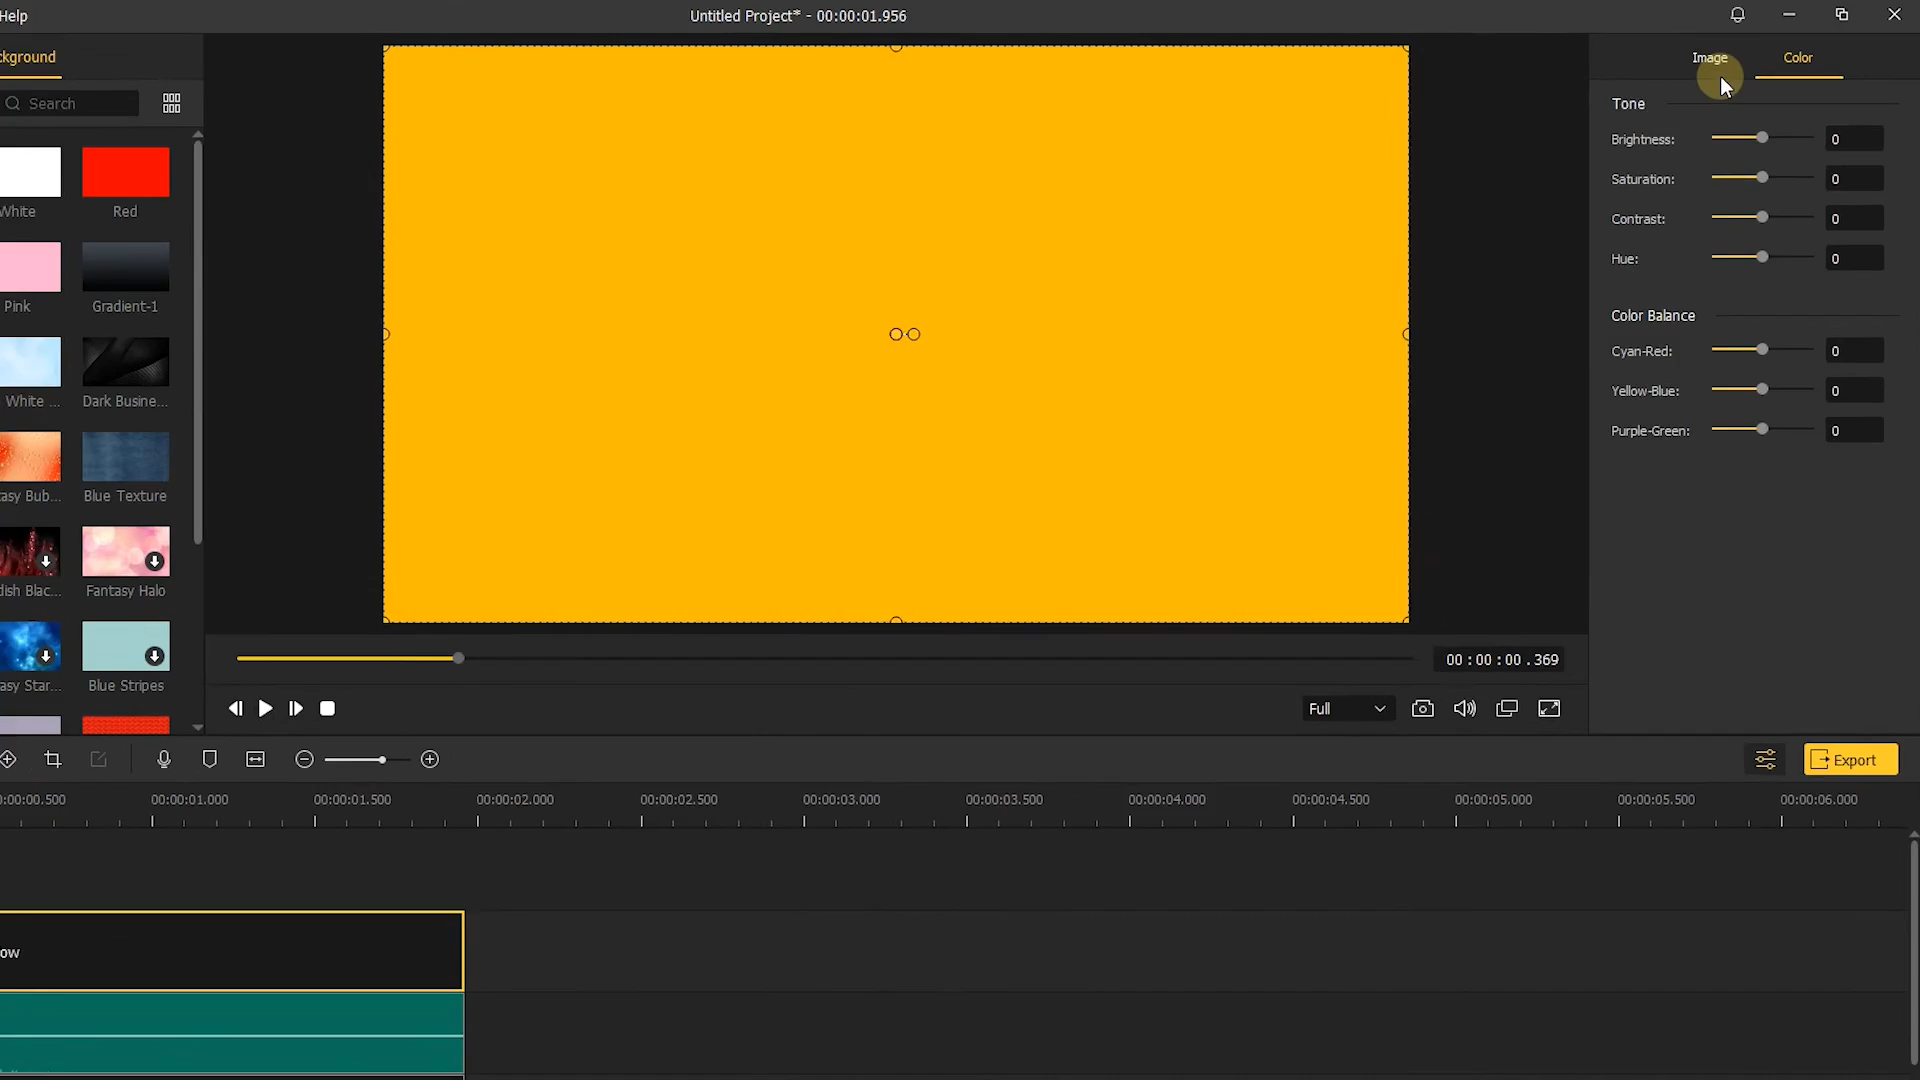 Help
Untitled Project* - 00:00:01.956
kground
Image
Color
Search
Tone
Brightness:
0
Saturation:
0
Contrast:
0
Hue:
0
Color Balance
Cyan-Red:
0
Yellow-Blue:
0
Purple-Green:
0
White
Red
Pink
Gradient-1
White ...
Dark Busine...
asy Bub...
Blue Texture
dish Blac...
Fantasy Halo
asy Star...
Blue Stripes
00 : 00 : 00 . 369
Full
Export
0:00:00.500
00:00:01.000
00:00:01.500
00:00:02.000
00:00:02.500
00:00:03.000
00:00:03.500
00:00:04.000
00:00:04.500
00:00:05.000
00:00:05.500
00:00:06.000
ow